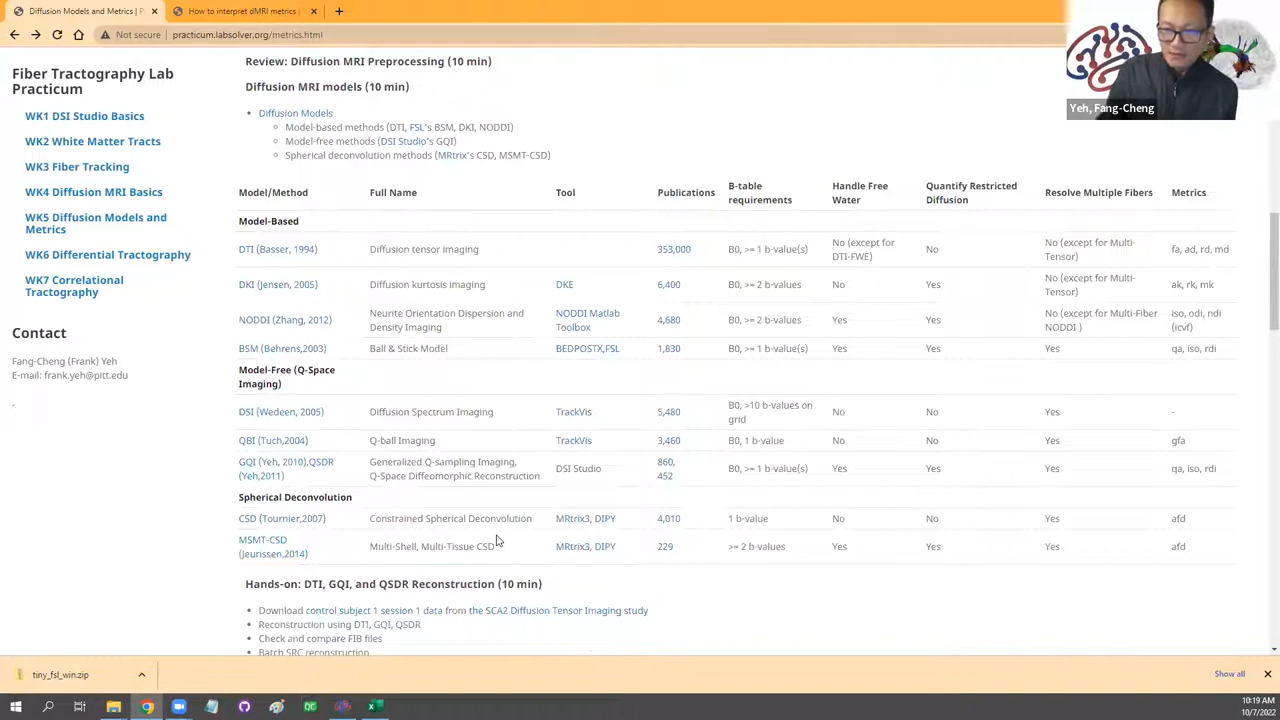 Diffusion Models and Metrics | P
How to interpret dMRI metrics |
Not secure | practicum.labsolver.org/metrics.html
Yeh, Fang-Cheng
Fiber Tractography Lab
Practicum
WK1 DSI Studio Basics
WK2 White Matter Tracts
WK3 Fiber Tracking
WK4 Diffusion MRI Basics
WK5 Diffusion Models and
Metrics
WK6 Differential Tractography
WK7 Correlational
Tractography
Contact
Fang-Cheng (Frank) Yeh
E-mail: frank.yeh@pitt.edu
.
Review: Diffusion MRI Preprocessing (10 min)
Diffusion MRI models (10 min)
• Diffusion Models
Model-based methods (DTI, FSL's BSM, DKI, NODDI)
Model-free methods (DSI Studio's GQI)
Spherical deconvolution methods (MRtrix's CSD, MSMT-CSD)
Model/Method Full Name Tool Publications B-table requirements Handle Free Water Quantify Restricted Diffusion Resolve Multiple Fibers Metrics
Model-Based
DTI (Basser, 1994) Diffusion tensor imaging 353,000 B0, >= 1 b-value(s) No (except for DTI-FWE) No No (except for Multi-Tensor) fa, ad, rd, md
DKI (Jensen, 2005) Diffusion kurtosis imaging DKE 6,400 B0, >= 2 b-values No Yes No (except for Multi-Tensor) ak, rk, mk
NODDI (Zhang, 2012) Neurite Orientation Dispersion and Density Imaging NODDI Matlab Toolbox 4,680 B0, >= 2 b-values Yes Yes No (except for Multi-Fiber NODDI ) iso, odi, ndi (icvf)
BSM (Behrens,2003) Ball & Stick Model BEDPOSTX,FSL 1,830 B0, >= 1 b-value(s) Yes Yes Yes qa, iso, rdi
Model-Free (Q-Space Imaging)
DSI (Wedeen, 2005) Diffusion Spectrum Imaging TrackVis 5,480 B0, >10 b-values on grid No No Yes -
QBI (Tuch,2004) Q-ball Imaging TrackVis 3,460 B0, 1 b-value No No Yes gfa
GQI (Yeh, 2010),QSDR (Yeh,2011) Generalized Q-sampling Imaging, Q-Space Diffeomorphic Reconstruction DSI Studio 860, 452 B0, >= 1 b-value(s) Yes Yes Yes qa, iso, rdi
Spherical Deconvolution
CSD (Tournier,2007) Constrained Spherical Deconvolution MRtrix3, DIPY 4,010 1 b-value No No Yes afd
MSMT-CSD (Jeurissen,2014) Multi-Shell, Multi-Tissue CSD MRtrix3, DIPY 229 >= 2 b-values Yes Yes Yes afd
Hands-on: DTI, GQI, and QSDR Reconstruction (10 min)
• Download control subject 1 session 1 data from the SCA2 Diffusion Tensor Imaging study
• Reconstruction using DTI, GQI, QSDR
• Check and compare FIB files
• Batch SRC reconstruction
tiny_fsl_win.zip
Show all
QC
10:19 AM
10/7/2022